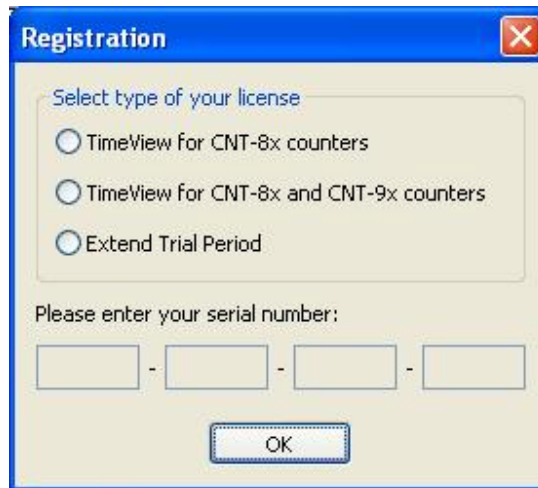 Registration
Select type of your license
TimeView for CNT-8x counters
TimeView for CNT-8x and CNT-9x counters
Extend Trial Period
Please enter your serial number:
- - -
OK